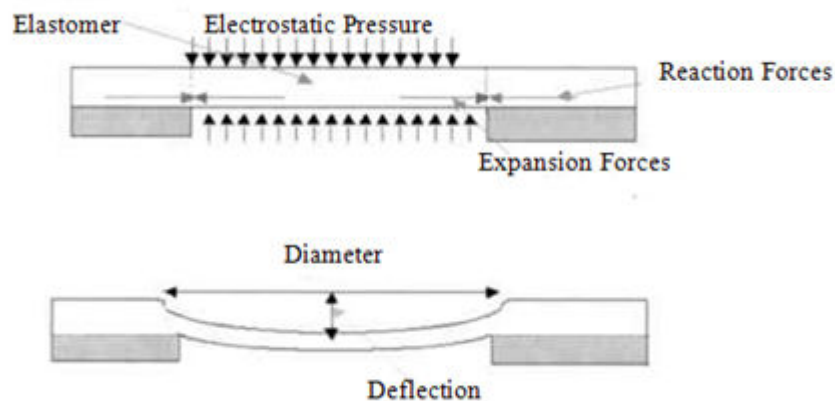 Elastomer
Electrostatic Pressure
Reaction Forces
Expansion Forces
Diameter
Deflection